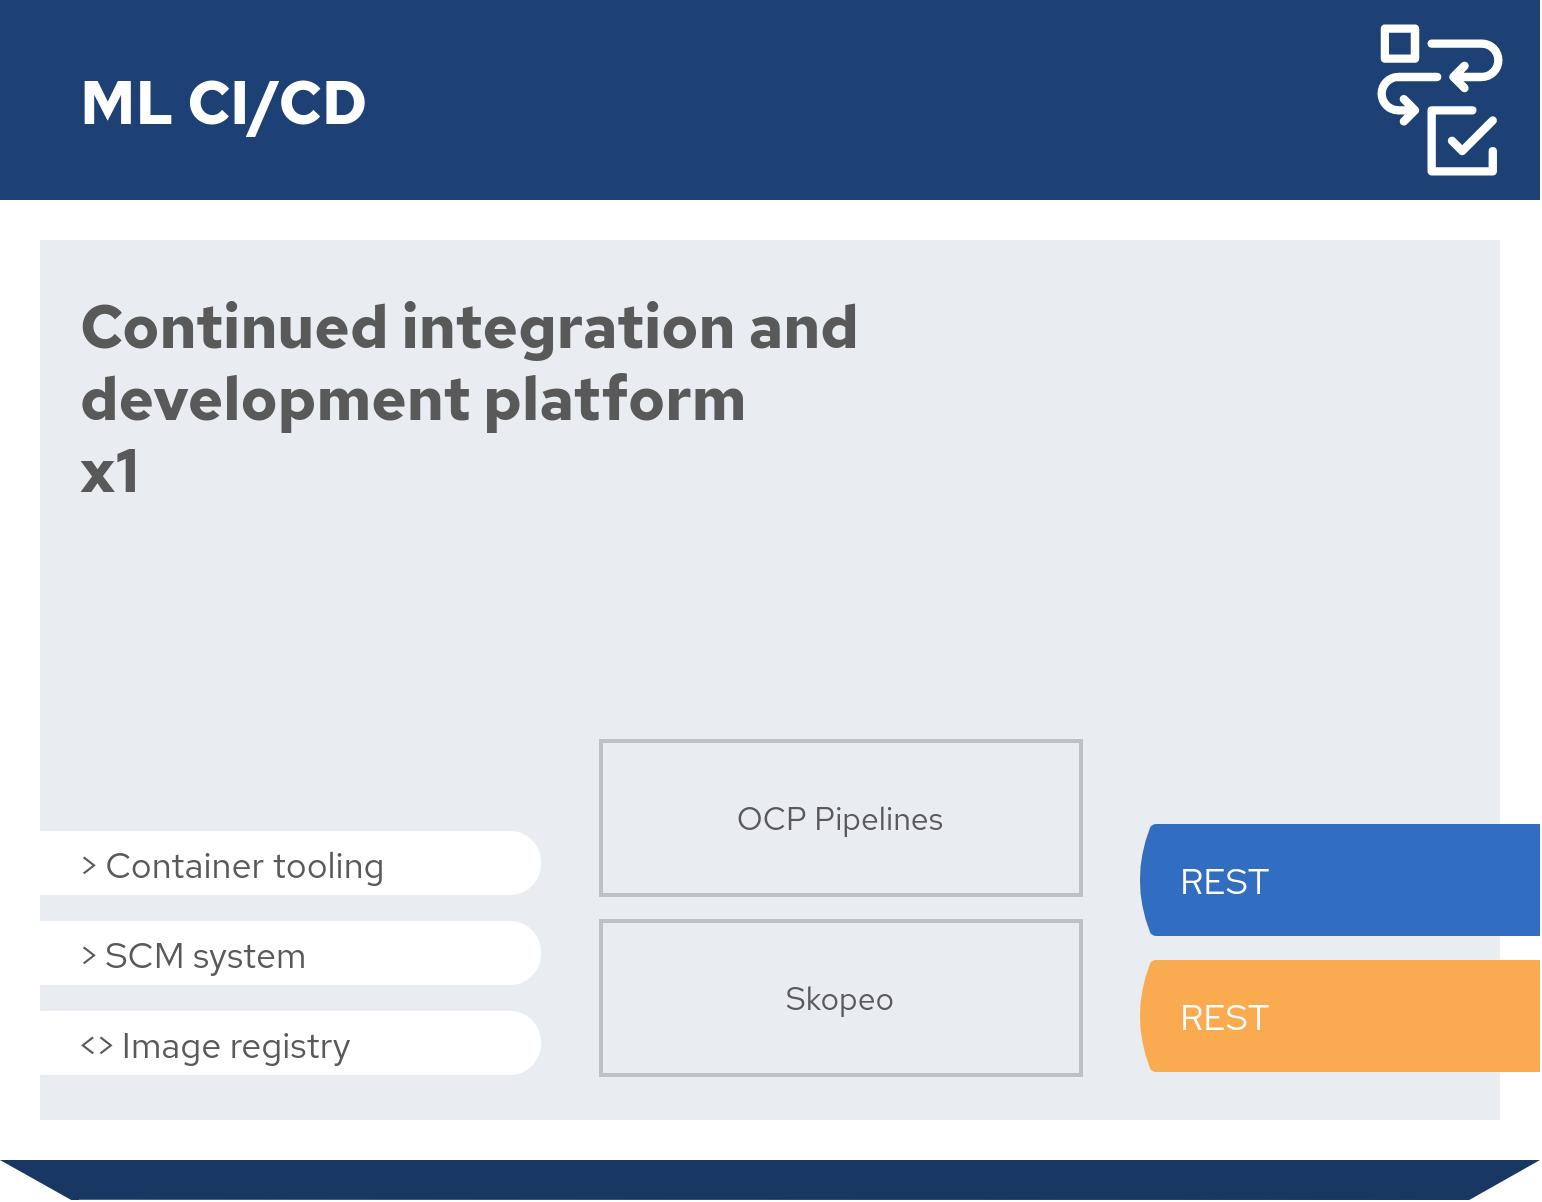 ML CI/CD
Continued integration and
development platform
x1
OCP Pipelines
> Container tooling
REST
> SCM system
Skopeo
REST
<> Image registry